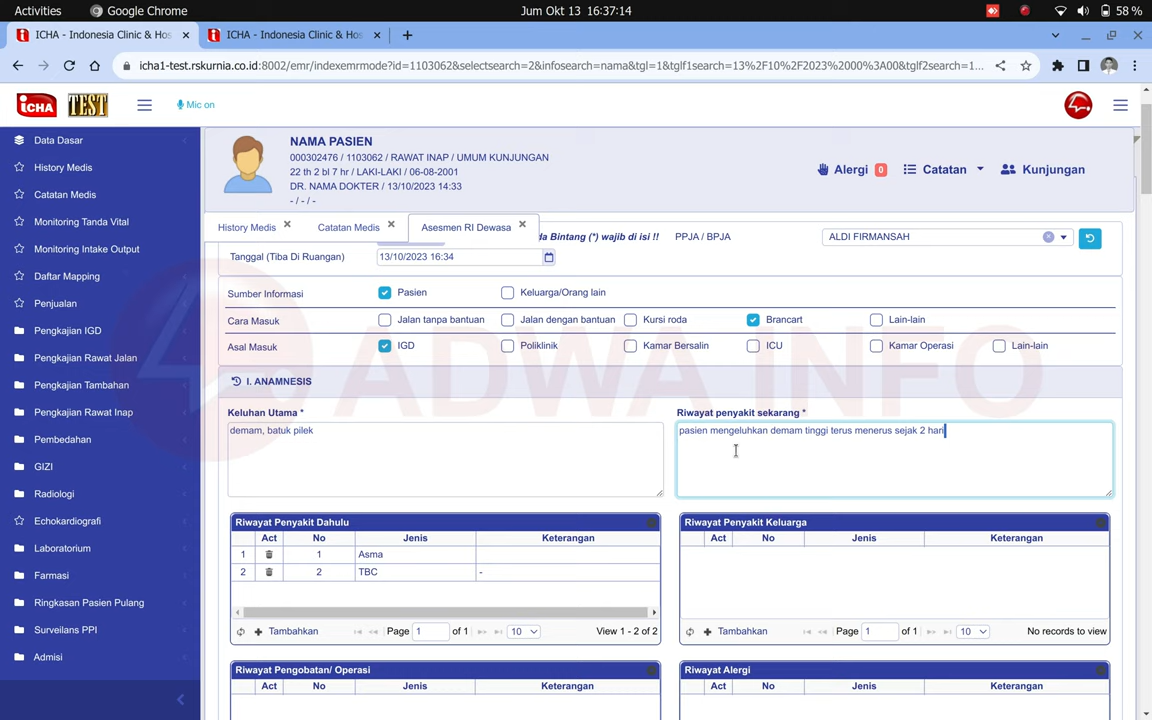 Activities Google Chrome Jum Okt 13 16:37:14 58 %
ICHA - Indonesia Clinic & Hos ICHA - Indonesia Clinic & Hos
icha1-test.rskurnia.co.id:8002/emr/indexemrmode?id=1103062&selectsearch=2&infosearch=nama&tgl=1&tglf1search=13%2F10%2F2023%2000%3A00&tglf2search=1...
iCHA TEST Mic on
Data Dasar
History Medis
Catatan Medis
Monitoring Tanda Vital
Monitoring Intake Output
Daftar Mapping
Penjualan
Pengkajian IGD
Pengkajian Rawat Jalan
Pengkajian Tambahan
Pengkajian Rawat Inap
Pembedahan
GIZI
Radiologi
Echokardiografi
Laboratorium
Farmasi
Ringkasan Pasien Pulang
Surveilans PPI
Admisi
NAMA PASIEN
000302476 / 1103062 / RAWAT INAP / UMUM KUNJUNGAN
22 th 2 bl 7 hr / LAKI-LAKI / 06-08-2001
DR. NAMA DOKTER / 13/10/2023 14:33
- / - / -
Alergi 0 Catatan Kunjungan
History Medis Catatan Medis Asesmen RI Dewasa
da Bintang (*) wajib di isi !! PPJA / BPJA ALDI FIRMANSAH
Tanggal (Tiba Di Ruangan) 13/10/2023 16:34
Sumber Informasi Pasien Keluarga/Orang lain
Cara Masuk Jalan tanpa bantuan Jalan dengan bantuan Kursi roda Brancart Lain-lain
Asal Masuk IGD Poliklinik Kamar Bersalin ICU Kamar Operasi Lain-lain
ADWA INFO
I. ANAMNESIS
Keluhan Utama * Riwayat penyakit sekarang *
demam, batuk pilek pasien mengeluhkan demam tinggi terus menerus sejak 2 hari
Riwayat Penyakit Dahulu Riwayat Penyakit Keluarga
Act No Jenis Keterangan Act No Jenis Keterangan
1 1 Asma
2 2 TBC -
Tambahkan Page 1 of 1 10 View 1 - 2 of 2 Tambahkan Page 1 of 1 10 No records to view
Riwayat Pengobatan/ Operasi Riwayat Alergi
Act No Jenis Keterangan Act No Jenis Keterangan